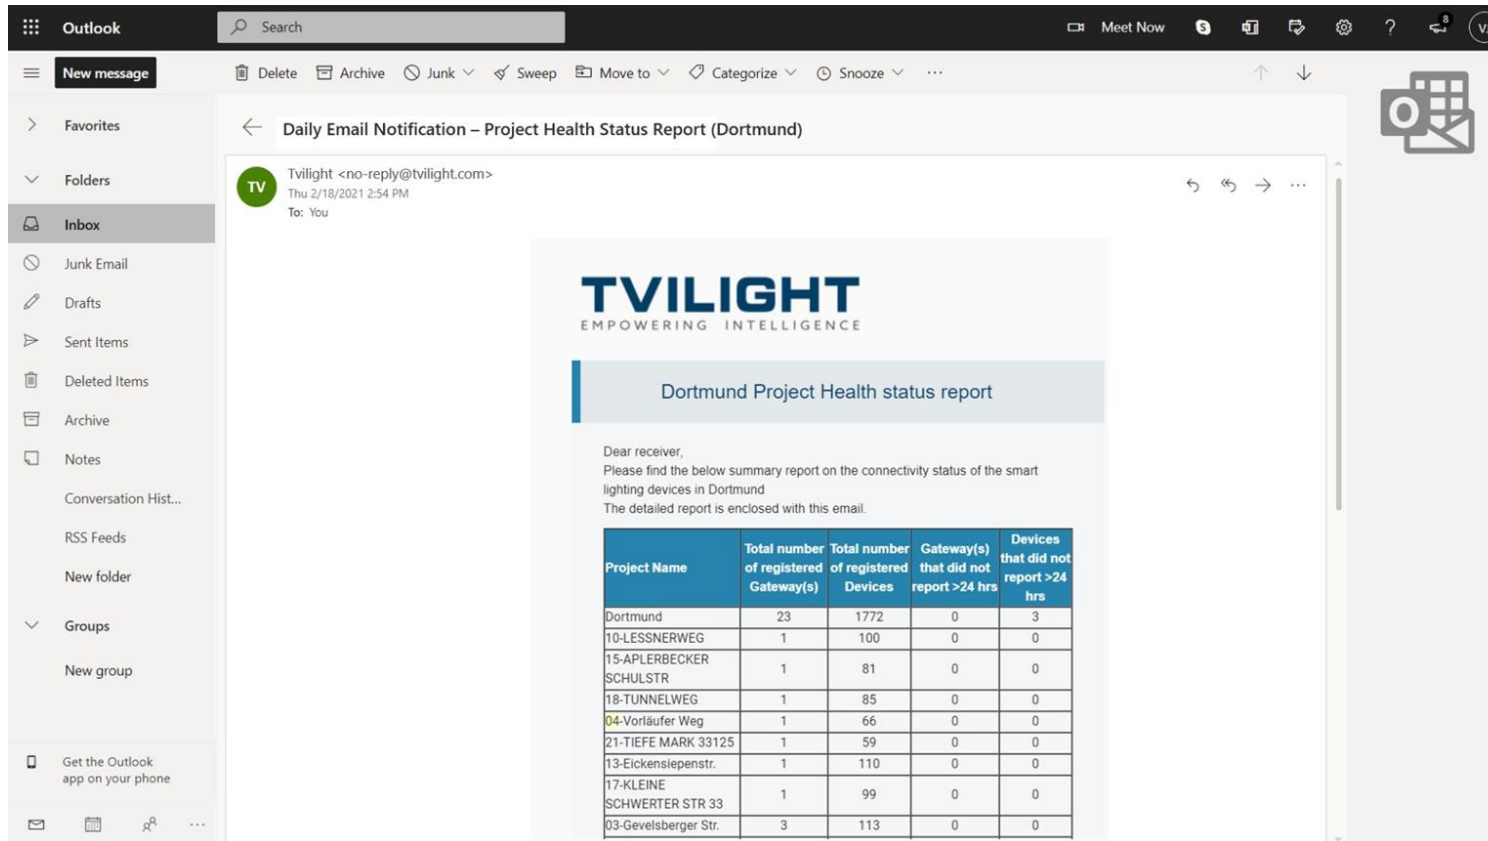 Outlook
Search
Meet Now
8
New message
Delete
Archive
Junk
Sweep
Move to
Categorize
Snooze
Favorites
Folders
Inbox
Junk Email
Drafts
Sent Items
Deleted Items
Archive
Notes
Conversation Hist...
RSS Feeds
New folder
Groups
New group
Get the Outlook
app on your phone
Daily Email Notification – Project Health Status Report (Dortmund)
TV
Tvilight <no-reply@tvilight.com>
Thu 2/18/2021 2:54 PM
To: You
TVILIGHT
EMPOWERING INTELLIGENCE
Dortmund Project Health status report
Dear receiver,
Please find the below summary report on the connectivity status of the smart
lighting devices in Dortmund
The detailed report is enclosed with this email.
Project Name
Total number
of registered
Gateway(s)
Total number
of registered
Devices
Gateway(s)
that did not
report >24 hrs
Devices
that did not
report >24
hrs
Dortmund 23 1772 0 3
10-LESSNERWEG 1 100 0 0
15-APLERBECKER
SCHULSTR 1 81 0 0
18-TUNNELWEG 1 85 0 0
04-Vorläufer Weg 1 66 0 0
21-TIEFE MARK 33125 1 59 0 0
13-Eickensiepenstr. 1 110 0 0
17-KLEINE
SCHWERTER STR 33 1 99 0 0
03-Gevelsberger Str. 3 113 0 0